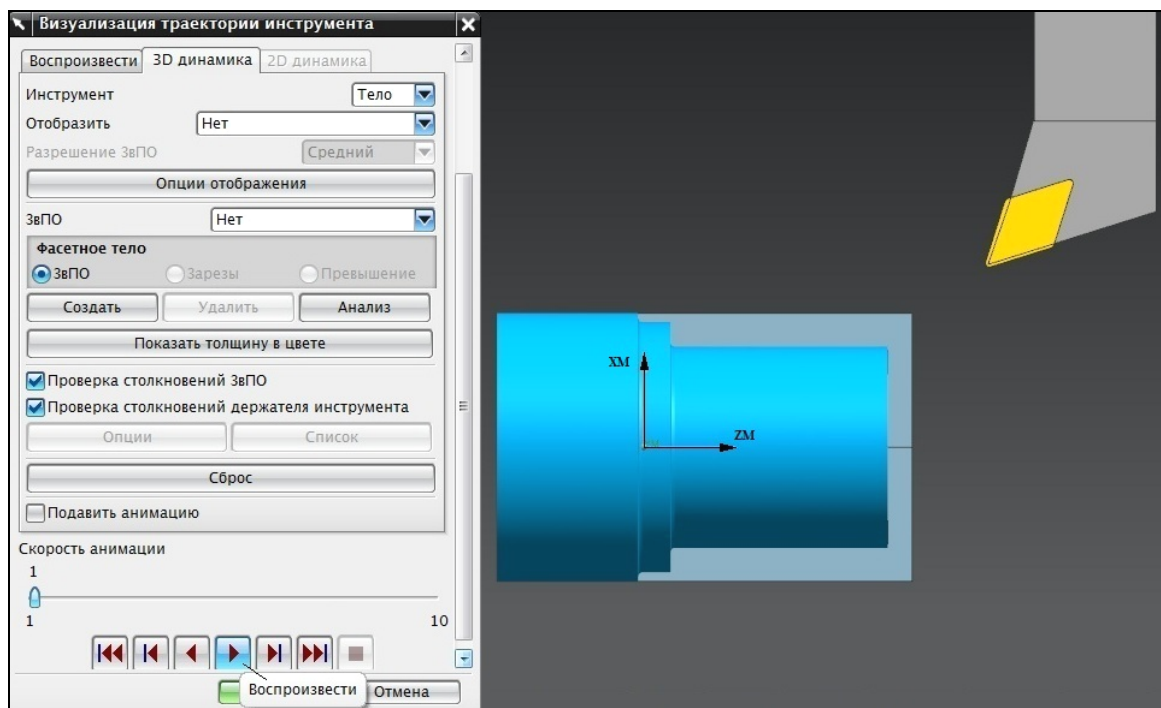 Визуализация траектории инструмента
Воспроизвести 3D динамика 2D динамика
Инструмент Тело
Отобразить Нет
Разрешение ЗвПО Средний
Опции отображения
ЗвПО Нет
Фасетное тело
ЗвПО Зарезы Превышение
Создать Удалить Анализ
Показать толщину в цвете
Проверка столкновений ЗвПО
Проверка столкновений держателя инструмента
Опции Список
Сброс
Подавить анимацию
Скорость анимации
1
1 10
Воспроизвести Отмена
XM
ZM